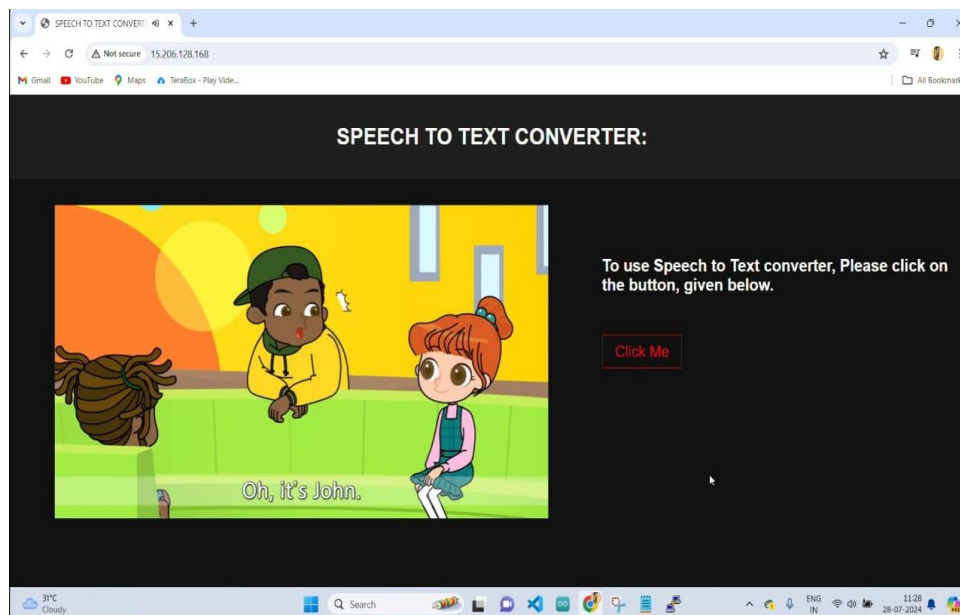 SPEECH TO TEXT CONVERT
Not secure 15.206.128.168
Gmail YouTube Maps TeraBox - Play Vide... All Bookmark
SPEECH TO TEXT CONVERTER:
To use Speech to Text converter, Please click on
the button, given below.
Click Me
Oh, it's John.
31°C
Cloudy
Search
ENG
IN
11:28
28-07-2024